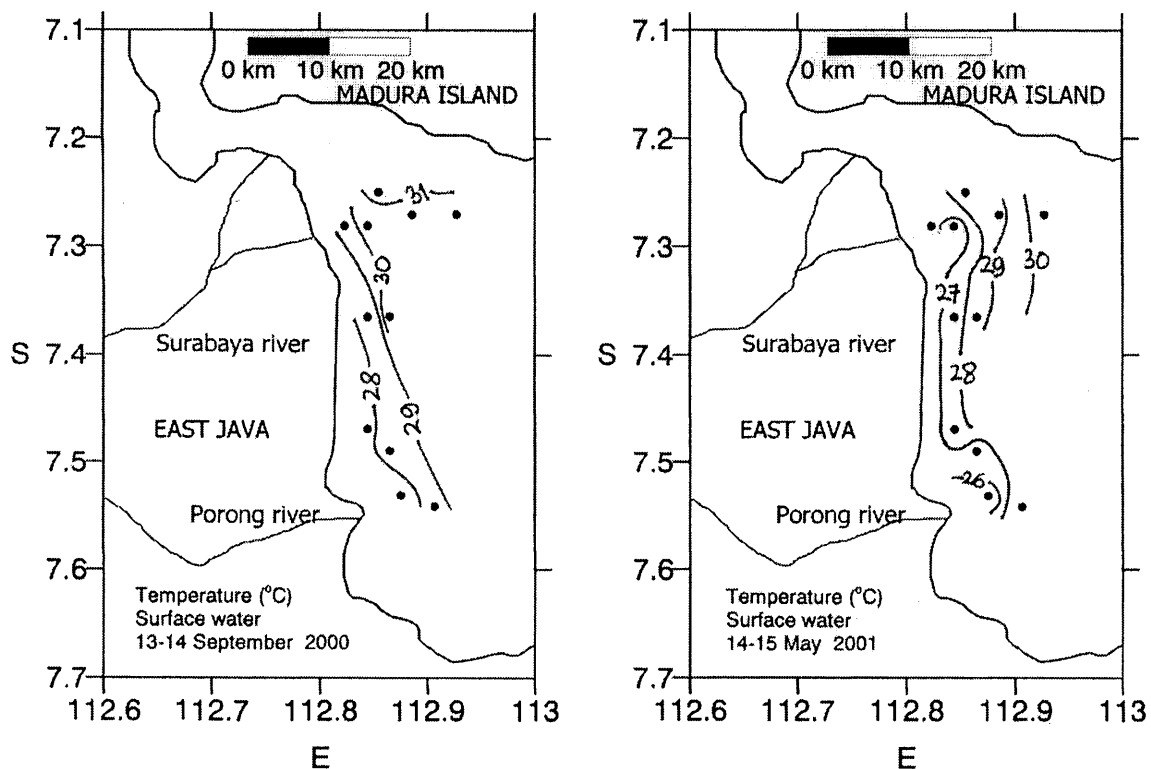 7.1
0 km 10 km 20 km
MADURA ISLAND
7.2
31
7.3
30
Surabaya river
S
7.4
28
29
EAST JAVA
7.5
Porong river
7.6
Temperature (°C)
Surface water
13-14 September 2000
7.7
112.6 112.7 112.8 112.9 113
E
7.1
0 km 10 km 20 km
MADURA ISLAND
7.2
7.3
29 30
27
Surabaya river
S
7.4
28
EAST JAVA
7.5
26
Porong river
7.6
Temperature (°C)
Surface water
14-15 May 2001
7.7
112.6 112.7 112.8 112.9 113
E